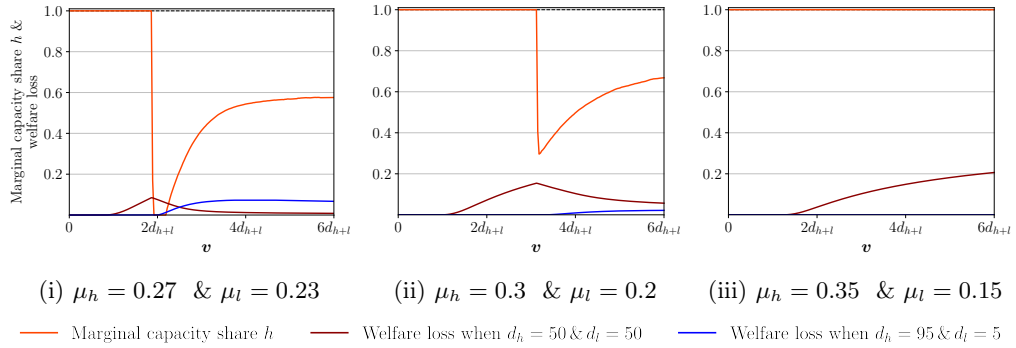 Marginal capacity share h &
welfare loss
1.0
0.8
0.6
0.4
0.2
0
2d_{h+l}
4d_{h+l}
6d_{h+l}
v
1.0
0.8
0.6
0.4
0.2
0
2d_{h+l}
4d_{h+l}
6d_{h+l}
v
1.0
0.8
0.6
0.4
0.2
0
2d_{h+l}
4d_{h+l}
6d_{h+l}
v
(i) μ_h = 0.27 & μ_l = 0.23
(ii) μ_h = 0.3 & μ_l = 0.2
(iii) μ_h = 0.35 & μ_l = 0.15
Marginal capacity share h
Welfare loss when d_h = 50 & d_l = 50
Welfare loss when d_h = 95 & d_l = 5